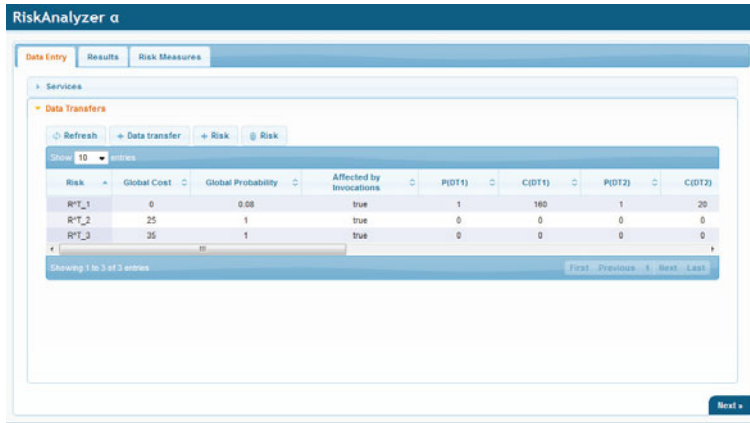 RiskAnalyzer α
Data Entry Results Risk Measures
Services
Data Transfers
Refresh + Data transfer + Risk Risk
Show 10 entries
Risk Global Cost Global Probability Affected by Invocations P(DT1) C(DT1) P(DT2) C(DT2)
R^T_1 0 0.08 true 1 160 1 20
R^T_2 25 1 true 0 0 0 0
R^T_3 35 1 true 0 0 0 0
Showing 1 to 3 of 3 entries First Previous 1 Next Last
Next »